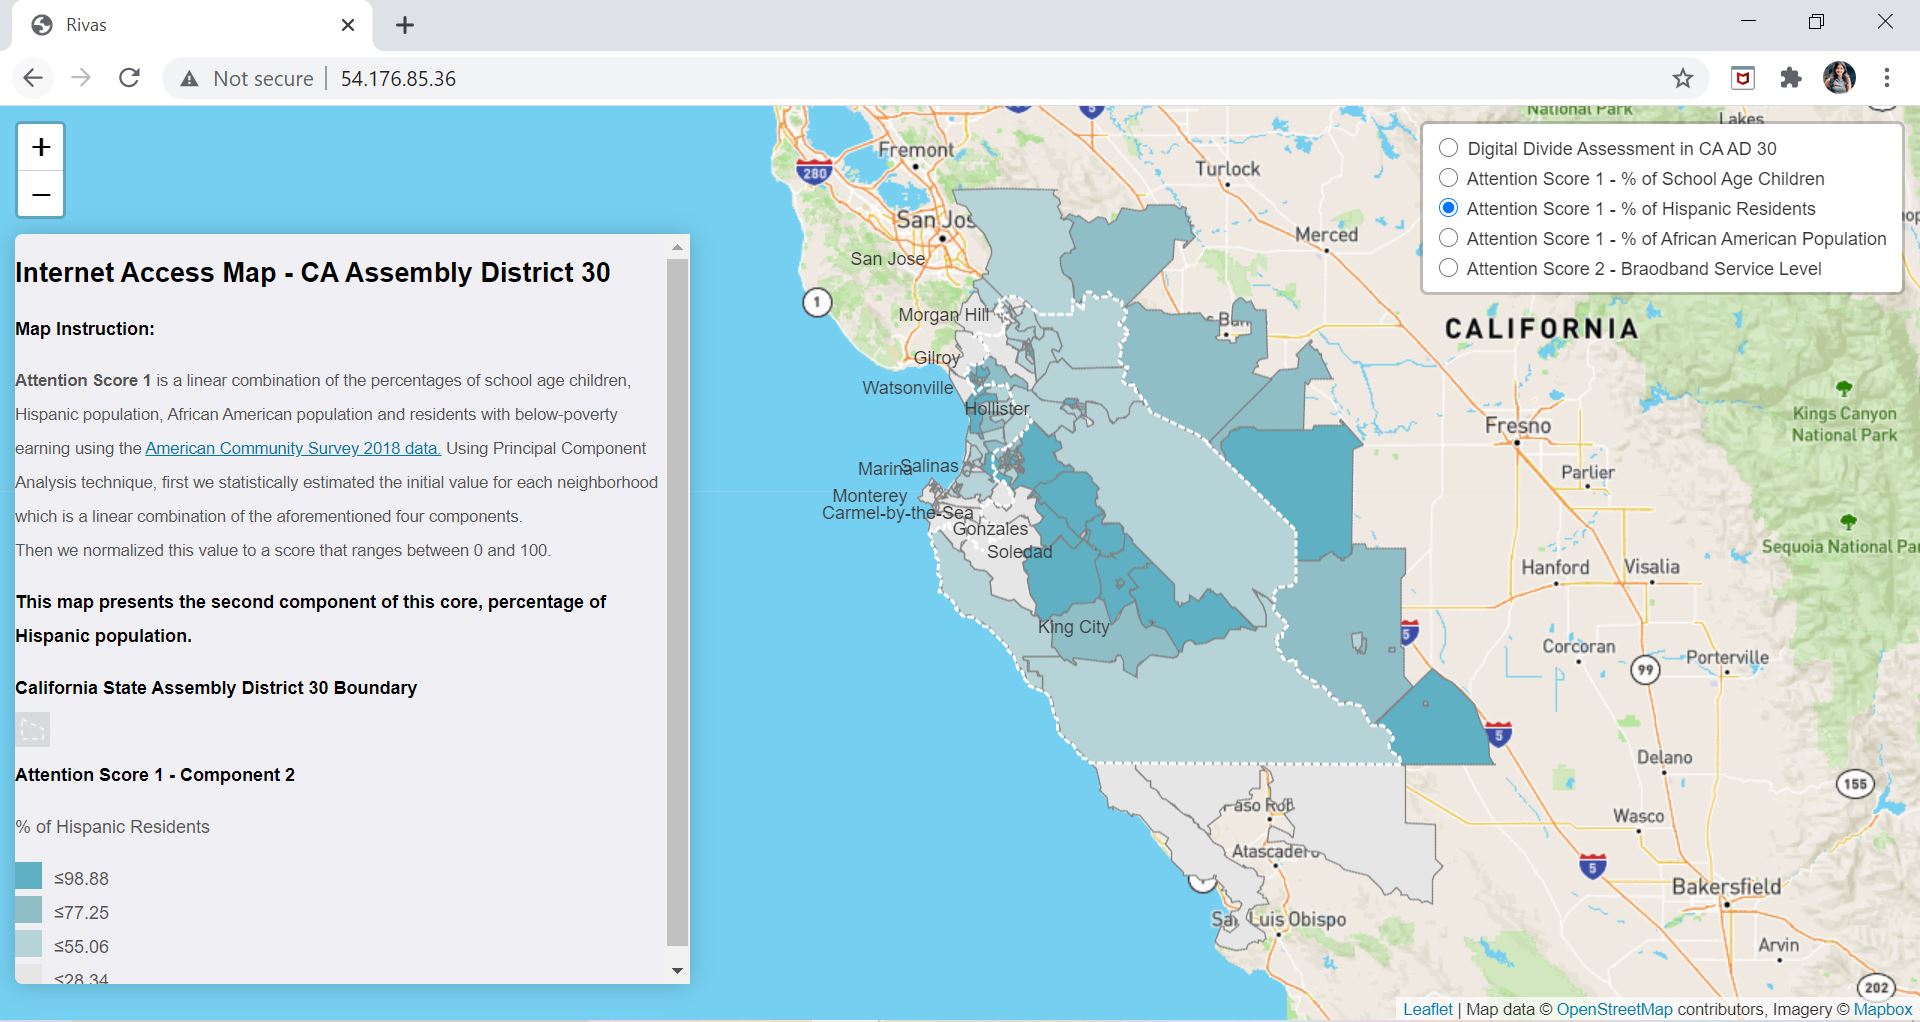 Rivas
Not secure
54.176.85.36
+
−
Internet Access Map - CA Assembly District 30
Map Instruction:
Attention Score 1 is a linear combination of the percentages of school age children,
Hispanic population, African American population and residents with below-poverty
earning using the American Community Survey 2018 data. Using Principal Component
Analysis technique, first we statistically estimated the initial value for each neighborhood
which is a linear combination of the aforementioned four components.
Then we normalized this value to a score that ranges between 0 and 100.
This map presents the second component of this core, percentage of
Hispanic population.
California State Assembly District 30 Boundary
Attention Score 1 - Component 2
% of Hispanic Residents
≤98.88
≤77.25
≤55.06
≤28.34
Digital Divide Assessment in CA AD 30
Attention Score 1 - % of School Age Children
Attention Score 1 - % of Hispanic Residents
Attention Score 1 - % of African American Population
Attention Score 2 - Braodband Service Level
National Park
Lakes
Fremont
280
Turlock
San Jos
San Jose
Merced
1
Morgan Hill
CALIFORNIA
Gilroy
Watsonville
Hollister
Kings Canyon
National Park
Fresno
Marina
Salinas
Parlier
Monterey
Carmel-by-the-Sea
Gonzales
Soledad
Sequoia National Par
Hanford
Visalia
King City
5
Corcoran
Porterville
99
5
Delano
155
Wasco
Atascadero
5
Bakersfield
San Luis Obispo
Arvin
202
Leaflet | Map data © OpenStreetMap contributors, Imagery © Mapbox